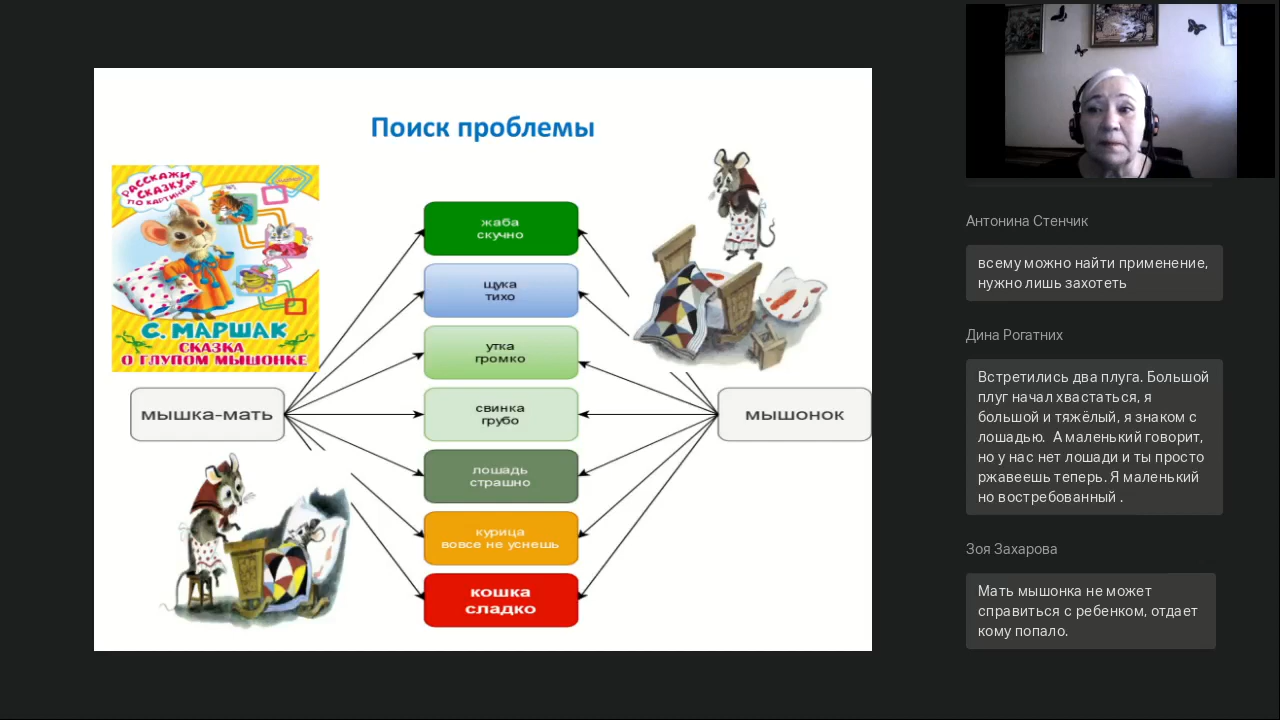 Поиск проблемы
РАССКАЖИ
СКАЗКУ
ПО КАРТИНКАМ
С. МАРШАК
СКАЗКА
О ГЛУПОМ МЫШОНКЕ
жаба
скучно
щука
тихо
утка
громко
мышка-мать
свинка
грубо
мышонок
лошадь
страшно
курица
вовсе не уснешь
кошка
сладко
Антонина Стенчик
всему можно найти применение,
нужно лишь захотеть
Дина Рогатних
Встретились два плуга. Большой
плуг начал хвастаться, я
большой и тяжёлый, я знаком с
лошадью. А маленький говорит,
но у нас нет лошади и ты просто
ржавеешь теперь. Я маленький
но востребованный .
Зоя Захарова
Мать мышонка не может
справиться с ребенком, отдает
кому попало.